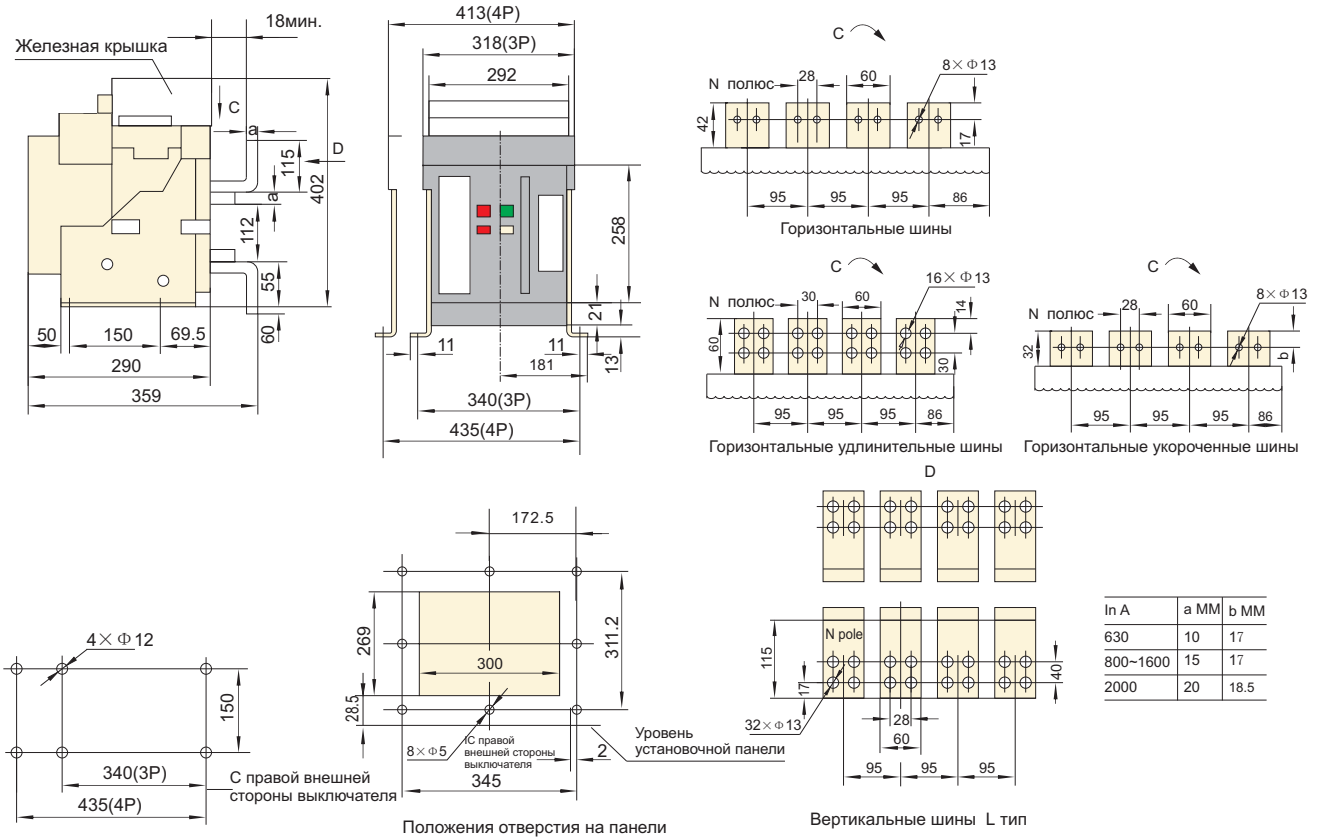 18мин.
Железная крышка
C
a
115
D
402
a
112
55
60
50
150
69.5
290
359
413(4P)
318(3P)
292
258
21
11
11
13
181
340(3P)
435(4P)
C
8×Φ13
N полюс
28
60
42
17
95
95
95
86
Горизонтальные шины
C
16×Φ13
N полюс
30
60
14
60
30
95
95
95
86
Горизонтальные удлинительные шины
C
8×Φ13
N полюс
28
60
32
b
95
95
95
86
Горизонтальные укороченные шины
4×Φ12
150
340(3P)
435(4P)
С правой внешней
стороны выключателя
172.5
269
300
311.2
28.5
8×Φ5
IC правой
внешней стороны
выключателя
2
345
Уровень
установочной панели
Положения отверстия на панели
D
N pole
115
17
40
32×Φ13
28
60
95
95
95
Вертикальные шины L тип
In A a MM b MM
630 10 17
800~1600 15 17
2000 20 18.5